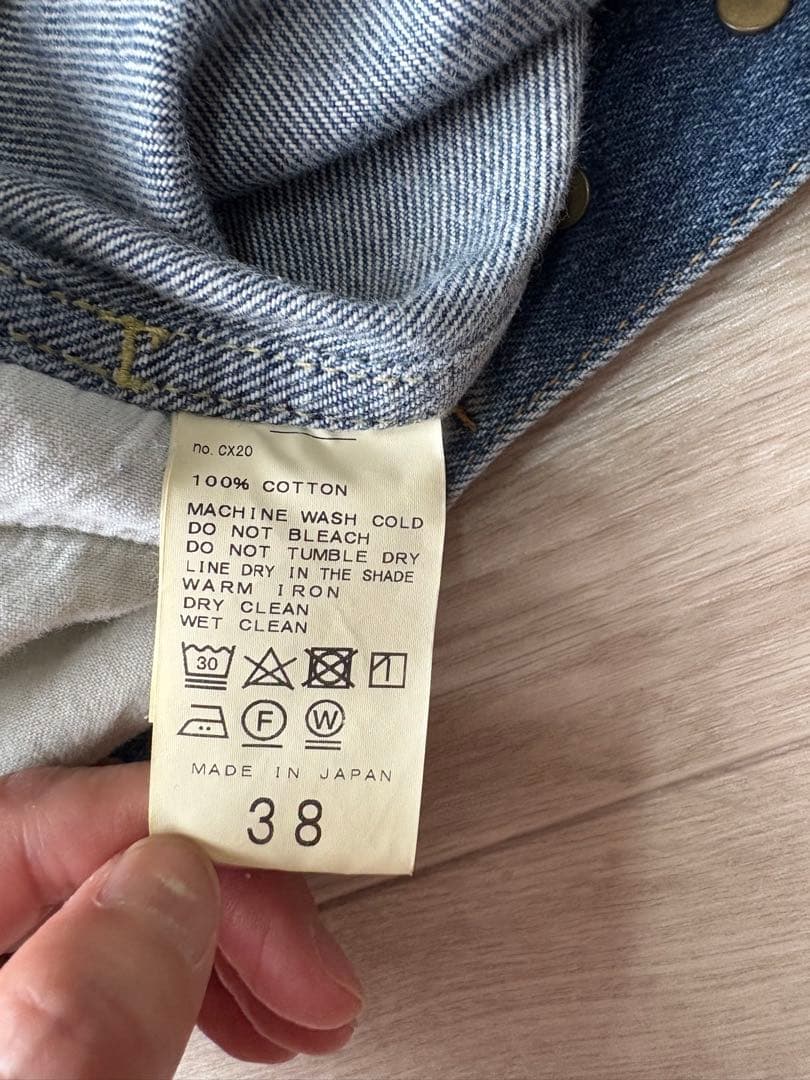 no. CX20
100% COTTON
MACHINE WASH COLD
DO NOT BLEACH
DO NOT TUMBLE DRY
LINE DRY IN THE SHADE
WARM IRON
DRY CLEAN
WET CLEAN
30
F W
MADE IN JAPAN
38